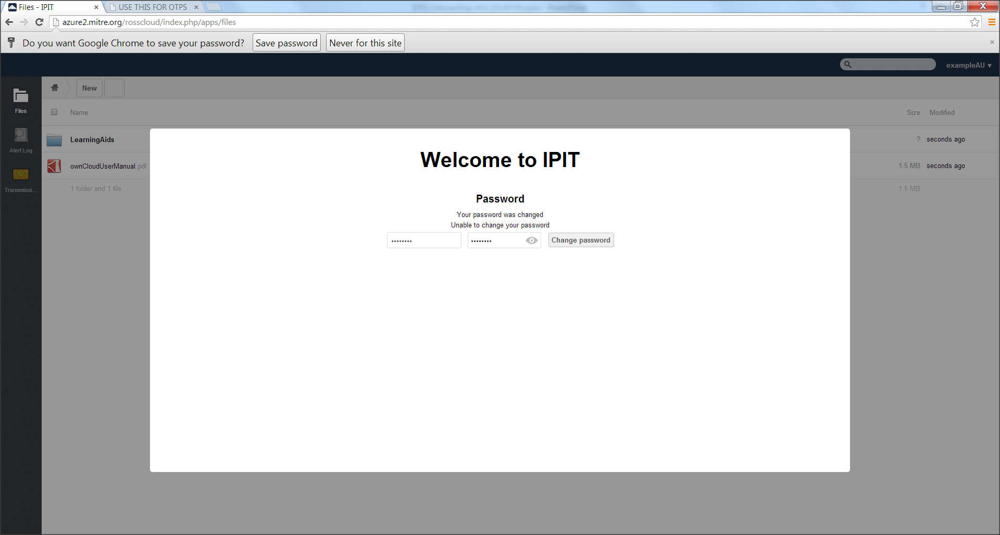 Files - IPIT
USE THIS FOR OTPS
azure2.mitre.org/rosscloud/index.php/apps/files
Do you want Google Chrome to save your password? Save password Never for this site
exampleAU ▾
New
Files
Name Size Modified
Alert Log
LearningAids ? seconds ago
ownCloudUserManual.pdf 1.5 MB seconds ago
Transmissi...
1 folder and 1 file 1.5 MB
Welcome to IPIT
Password
Your password was changed
Unable to change your password
Change password